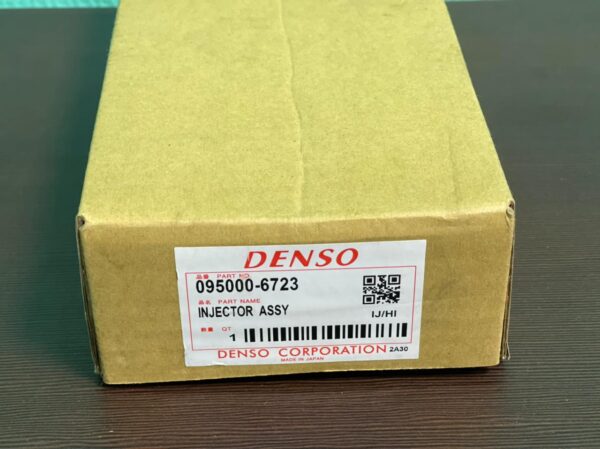 DENSO
品番 PART NO.
095000-6723
品名 PART NAME
INJECTOR ASSY
IJ/HI
数量 QT
1
DENSO CORPORATION 2A30
MADE IN JAPAN